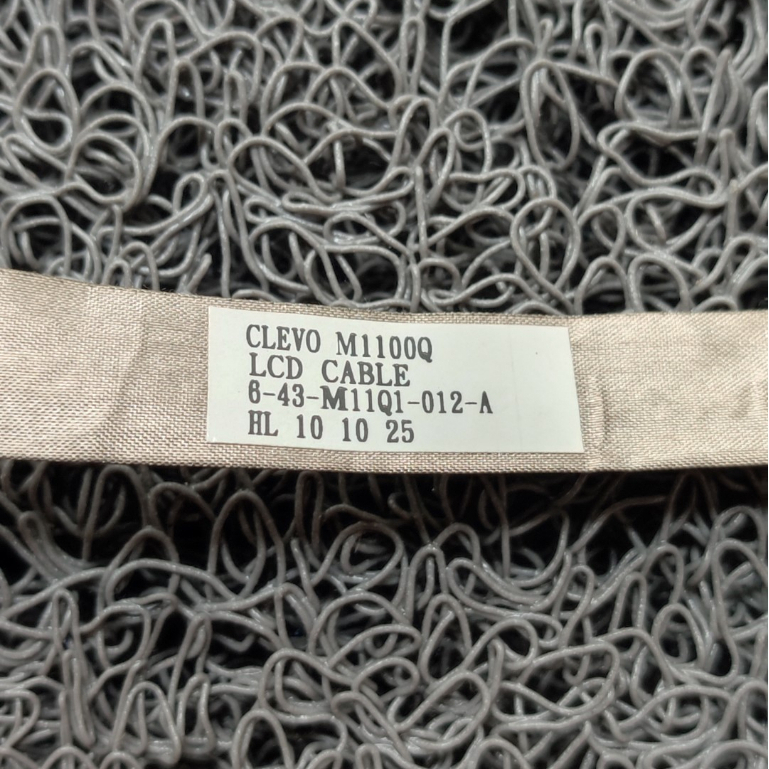 CLEVO M1100Q
LCD CABLE
6-43-M11Q1-012-A
HL 10 10 25